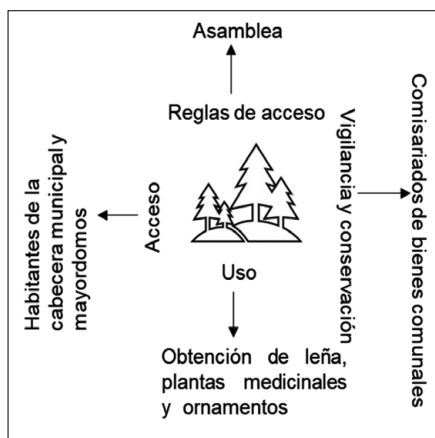 Asamblea
Reglas de acceso
Habitantes de la
cabecera municipal y
mayordomos
Acceso
Vigilancia y conservación
Comisariados de bienes comunales
Uso
Obtención de leña,
plantas medicinales
y ornamentos